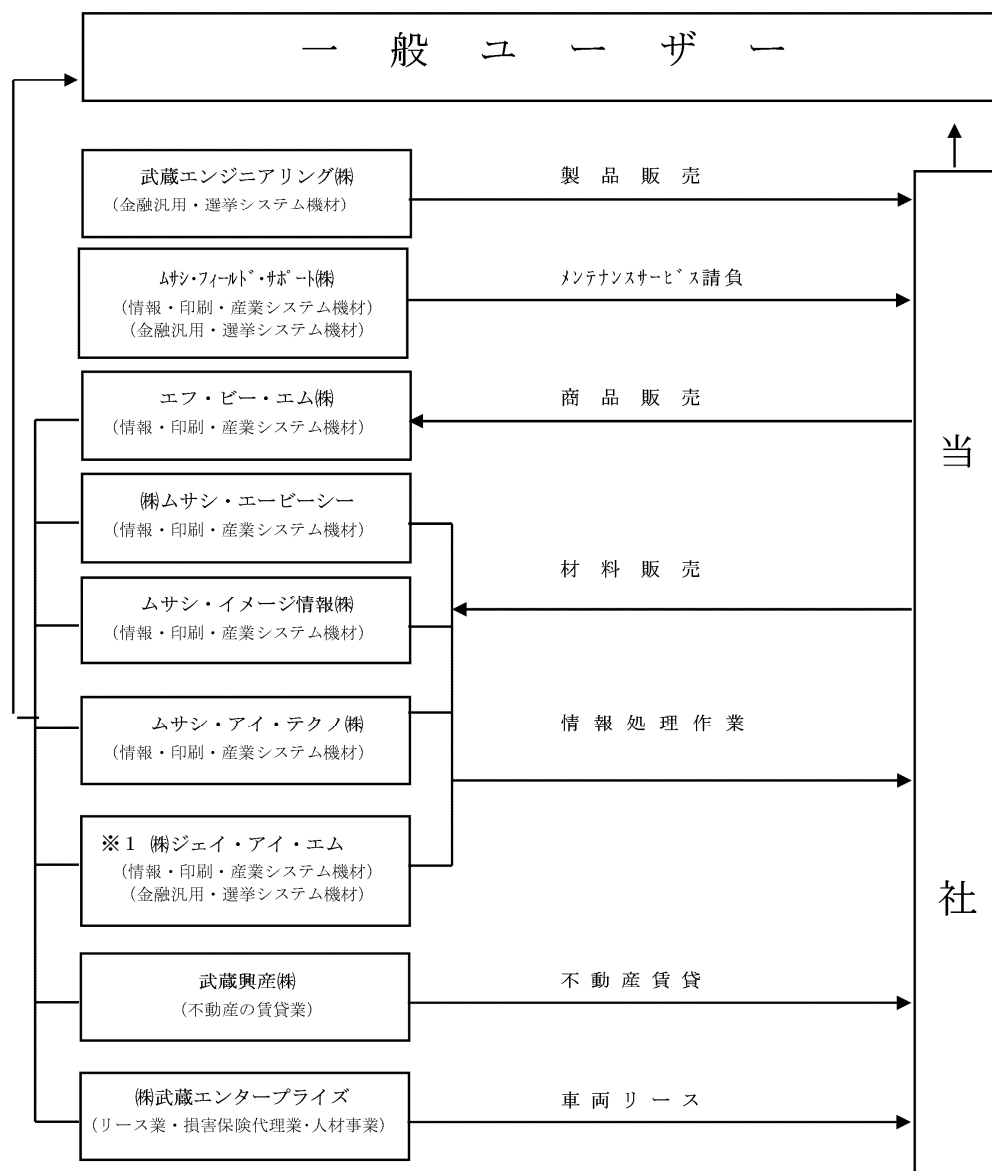 一般ユーザー
武蔵エンジニアリング㈱
(金融汎用・選挙システム機材)
製品販売
ﾑｻｼ･ﾌｨｰﾙﾄﾞ･ｻﾎﾟｰﾄ㈱
(情報・印刷・産業システム機材)
(金融汎用・選挙システム機材)
ﾒﾝﾃﾅﾝｽｻｰﾋﾞｽ請負
エフ・ビー・エム㈱
(情報・印刷・産業システム機材)
商品販売
㈱ムサシ・エービーシー
(情報・印刷・産業システム機材)
材料販売
ムサシ・イメージ情報㈱
(情報・印刷・産業システム機材)
ムサシ・アイ・テクノ㈱
(情報・印刷・産業システム機材)
情報処理作業
※1 ㈱ジェイ・アイ・エム
(情報・印刷・産業システム機材)
(金融汎用・選挙システム機材)
武蔵興産㈱
(不動産の賃貸業)
不動産賃貸
㈱武蔵エンタープライズ
(リース業・損害保険代理業･人材事業)
車両リース
当社